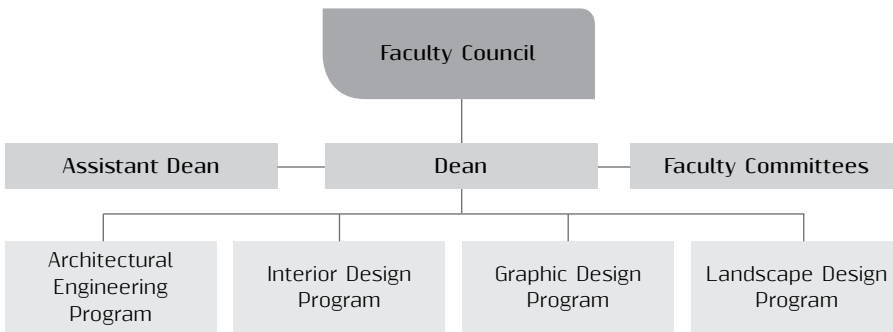 Faculty Council
Assistant Dean
Dean
Faculty Committees
Architectural
Engineering
Program
Interior Design
Program
Graphic Design
Program
Landscape Design
Program